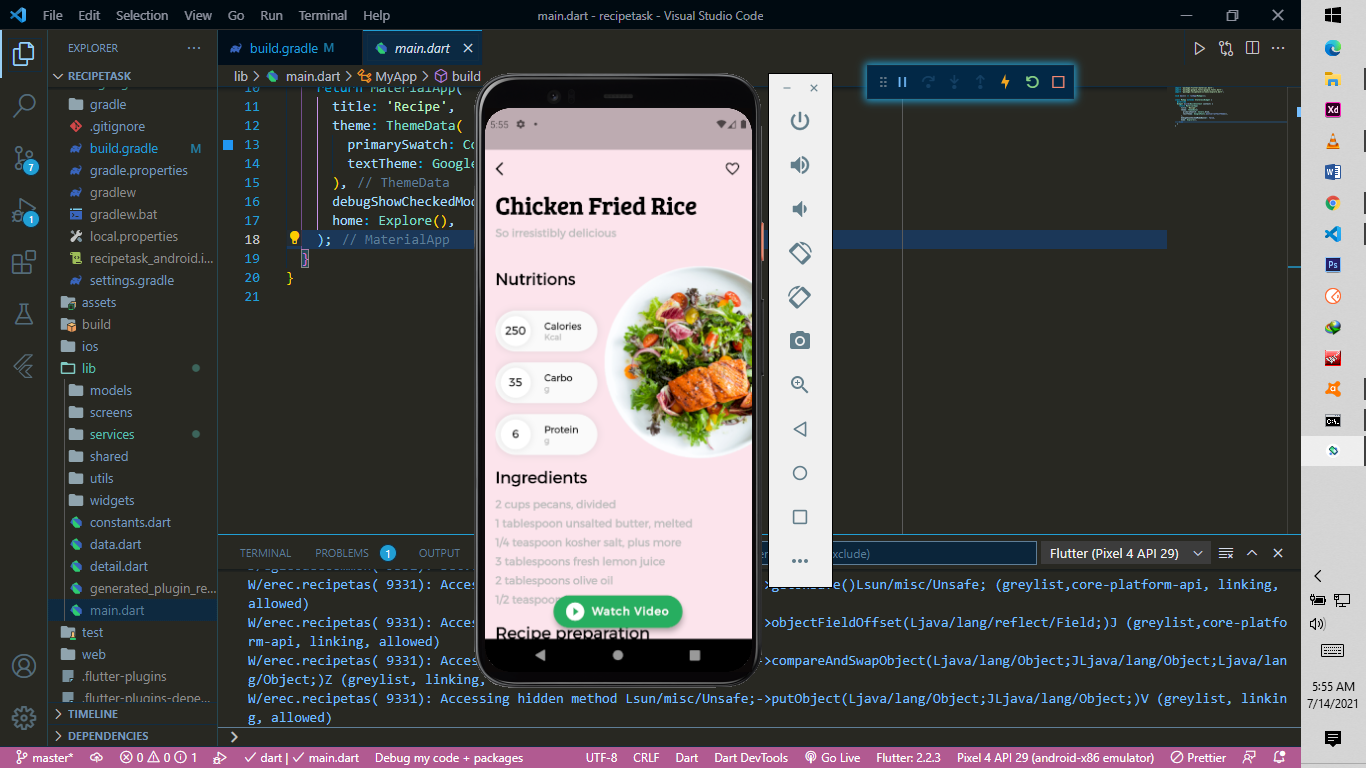 File Edit Selection View Go Run Terminal Help
main.dart - recipetask - Visual Studio Code
EXPLORER
RECIPETASK
gradle
.gitignore
build.gradle M
gradle.properties
gradlew
gradlew.bat
local.properties
recipetask_android.i...
settings.gradle
assets
build
ios
lib
models
screens
services
shared
utils
widgets
constants.dart
data.dart
detail.dart
generated_plugin_re...
main.dart
test
web
.flutter-plugins
.flutter-plugins-depe...
TIMELINE
DEPENDENCIES
7
1
build.gradle M
main.dart
lib > main.dart > MyApp > build
10 return MaterialApp(
11 title: 'Recipe',
12 theme: ThemeData(
13 primarySwatch: Co
14 textTheme: Google
15 ), // ThemeData
16 debugShowCheckedMod
17 home: Explore(),
18 ); // MaterialApp
19 }
20 }
21
5:55
Chicken Fried Rice
So irresistibly delicious
Nutritions
250 Calories
Kcal
35 Carbo
g
6 Protein
g
Ingredients
2 cups pecans, divided
1 tablespoon unsalted butter, melted
1/4 teaspoon kosher salt, plus more
3 tablespoons fresh lemon juice
2 tablespoons olive oil
1/2 teaspoo
Watch Video
Recipe preparation
TERMINAL PROBLEMS 1 OUTPUT
xclude)
Flutter (Pixel 4 API 29)
W/erec.recipetas( 9331): Acces
Lsun/misc/Unsafe; (greylist,core-platform-api, linking,
allowed)
W/erec.recipetas( 9331): Acces
>objectFieldOffset(Ljava/lang/reflect/Field;)J (greylist,core-platfo
rm-api, linking, allowed)
W/erec.recipetas( 9331): Acces
>compareAndSwapObject(Ljava/lang/Object;JLjava/lang/Object;Ljava/lan
g/Object;)Z (greylist, linking,
W/erec.recipetas( 9331): Accessing hidden method Lsun/misc/Unsafe;->putObject(Ljava/lang/Object;JLjava/lang/Object;)V (greylist, linkin
g, allowed)
master* 0 0 1 dart | main.dart Debug my code + packages UTF-8 CRLF Dart Dart DevTools Go Live Flutter: 2.2.3 Pixel 4 API 29 (android-x86 emulator) Prettier
Xd
W
Ps
C:\.
5:55 AM
7/14/2021